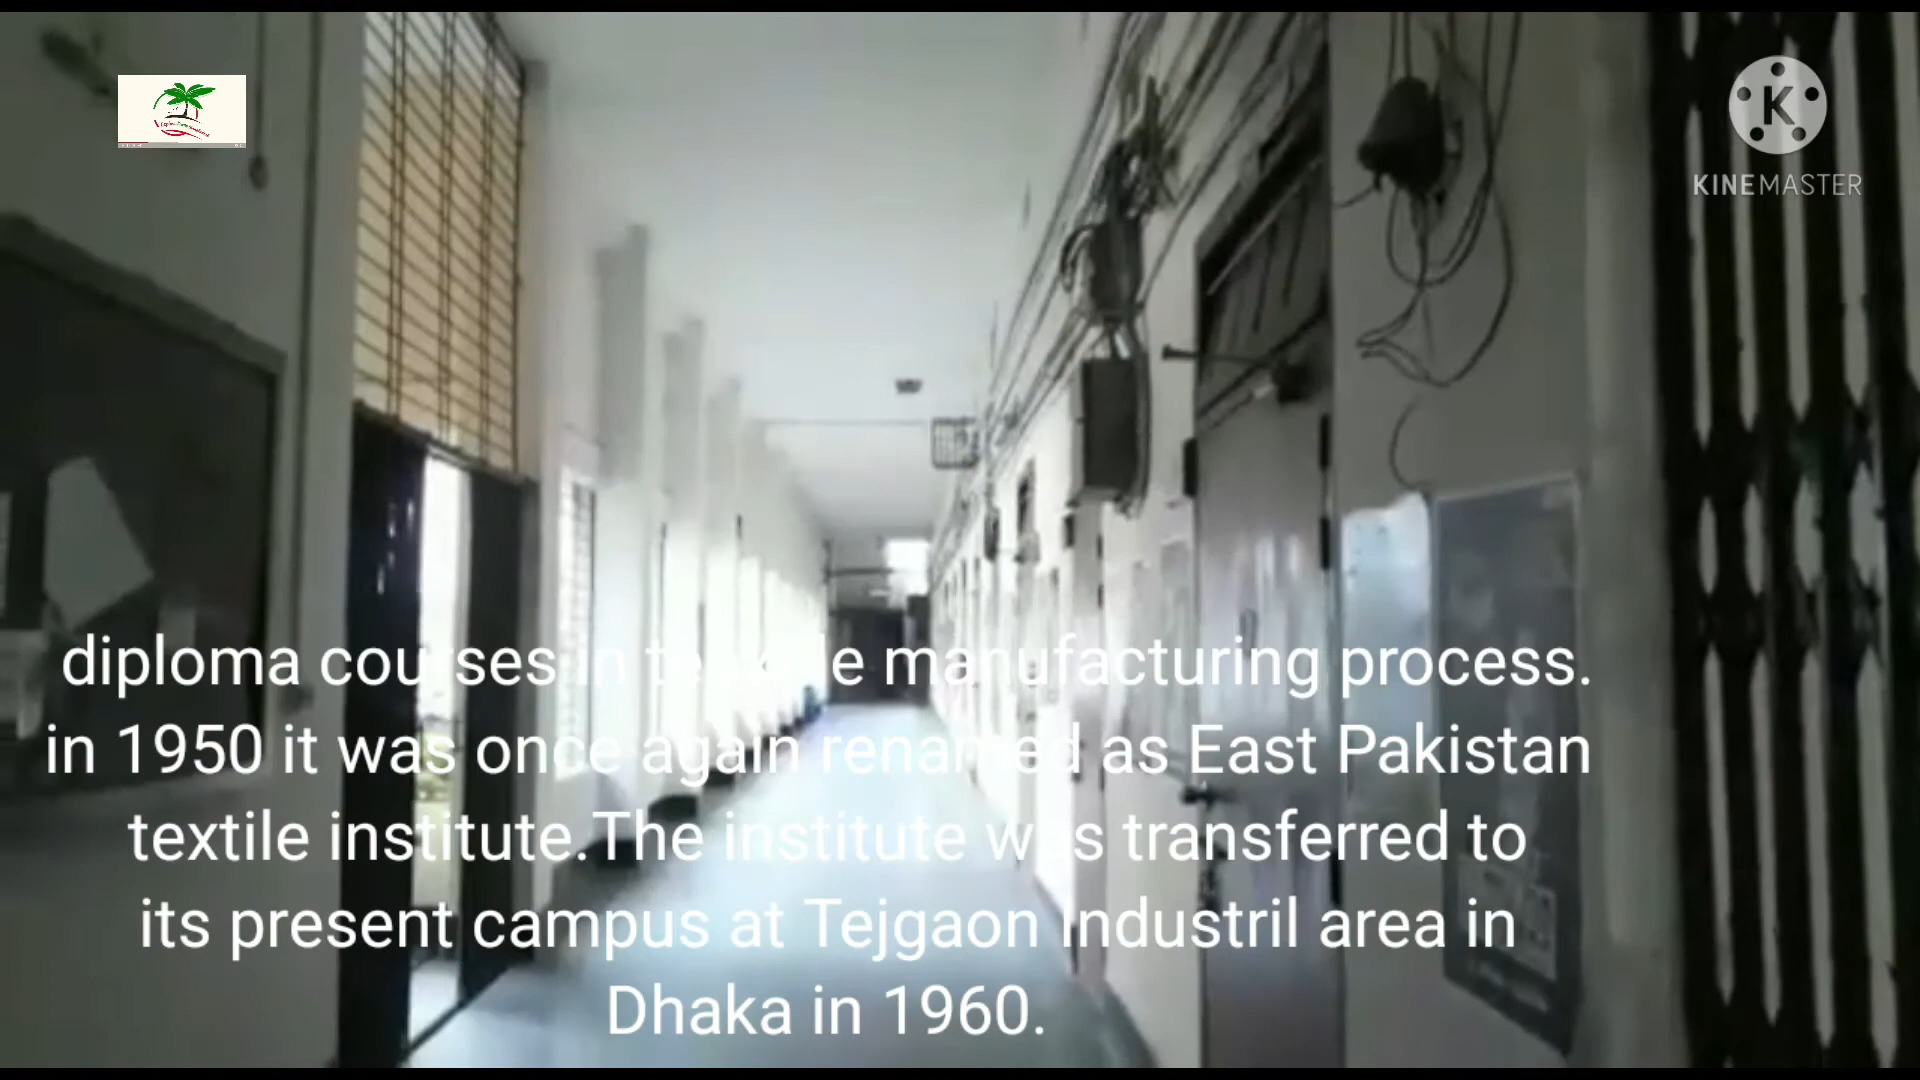 KINEMASTER
diploma courses in textile manufacturing process.
in 1950 it was once again renamed as East Pakistan
textile institute.The institute was transferred to
its present campus at Tejgaon Industril area in
Dhaka in 1960.